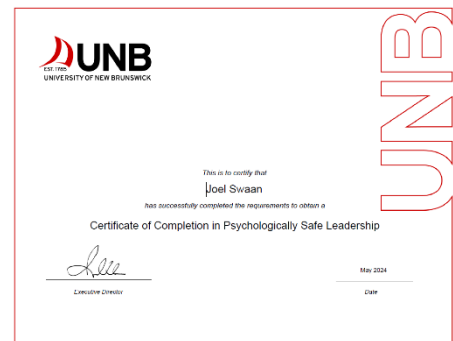 UNB
EST. 1785
UNIVERSITY OF NEW BRUNSWICK
UNB
This is to certify that
Joel Swaan
has successfully completed the requirements to obtain a
Certificate of Completion in Psychologically Safe Leadership
May 2024
Executive Director
Date